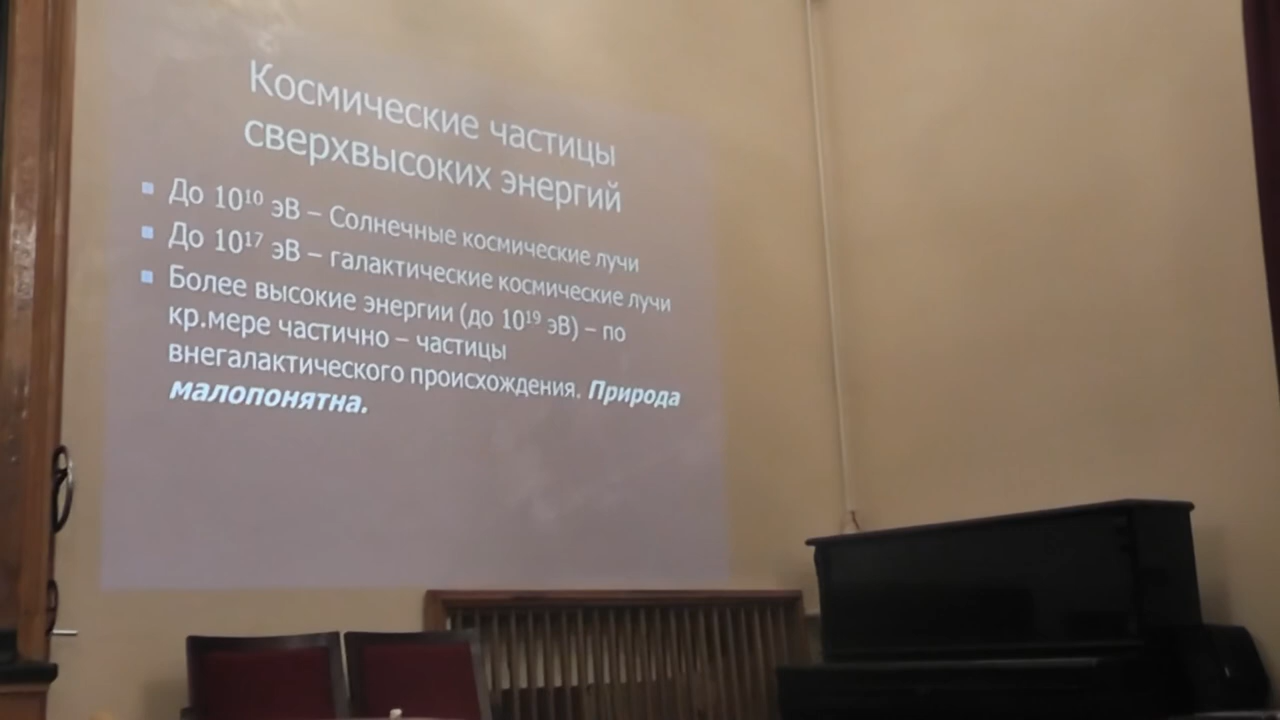 Космические частицы
сверхвысоких энергий
До 10¹⁰ эВ – Солнечные космические лучи
До 10¹⁷ эВ – галактические космические лучи
Более высокие энергии (до 10¹⁹ эВ) – по
кр.мере частично – частицы
внегалактического происхождения. Природа
малопонятна.